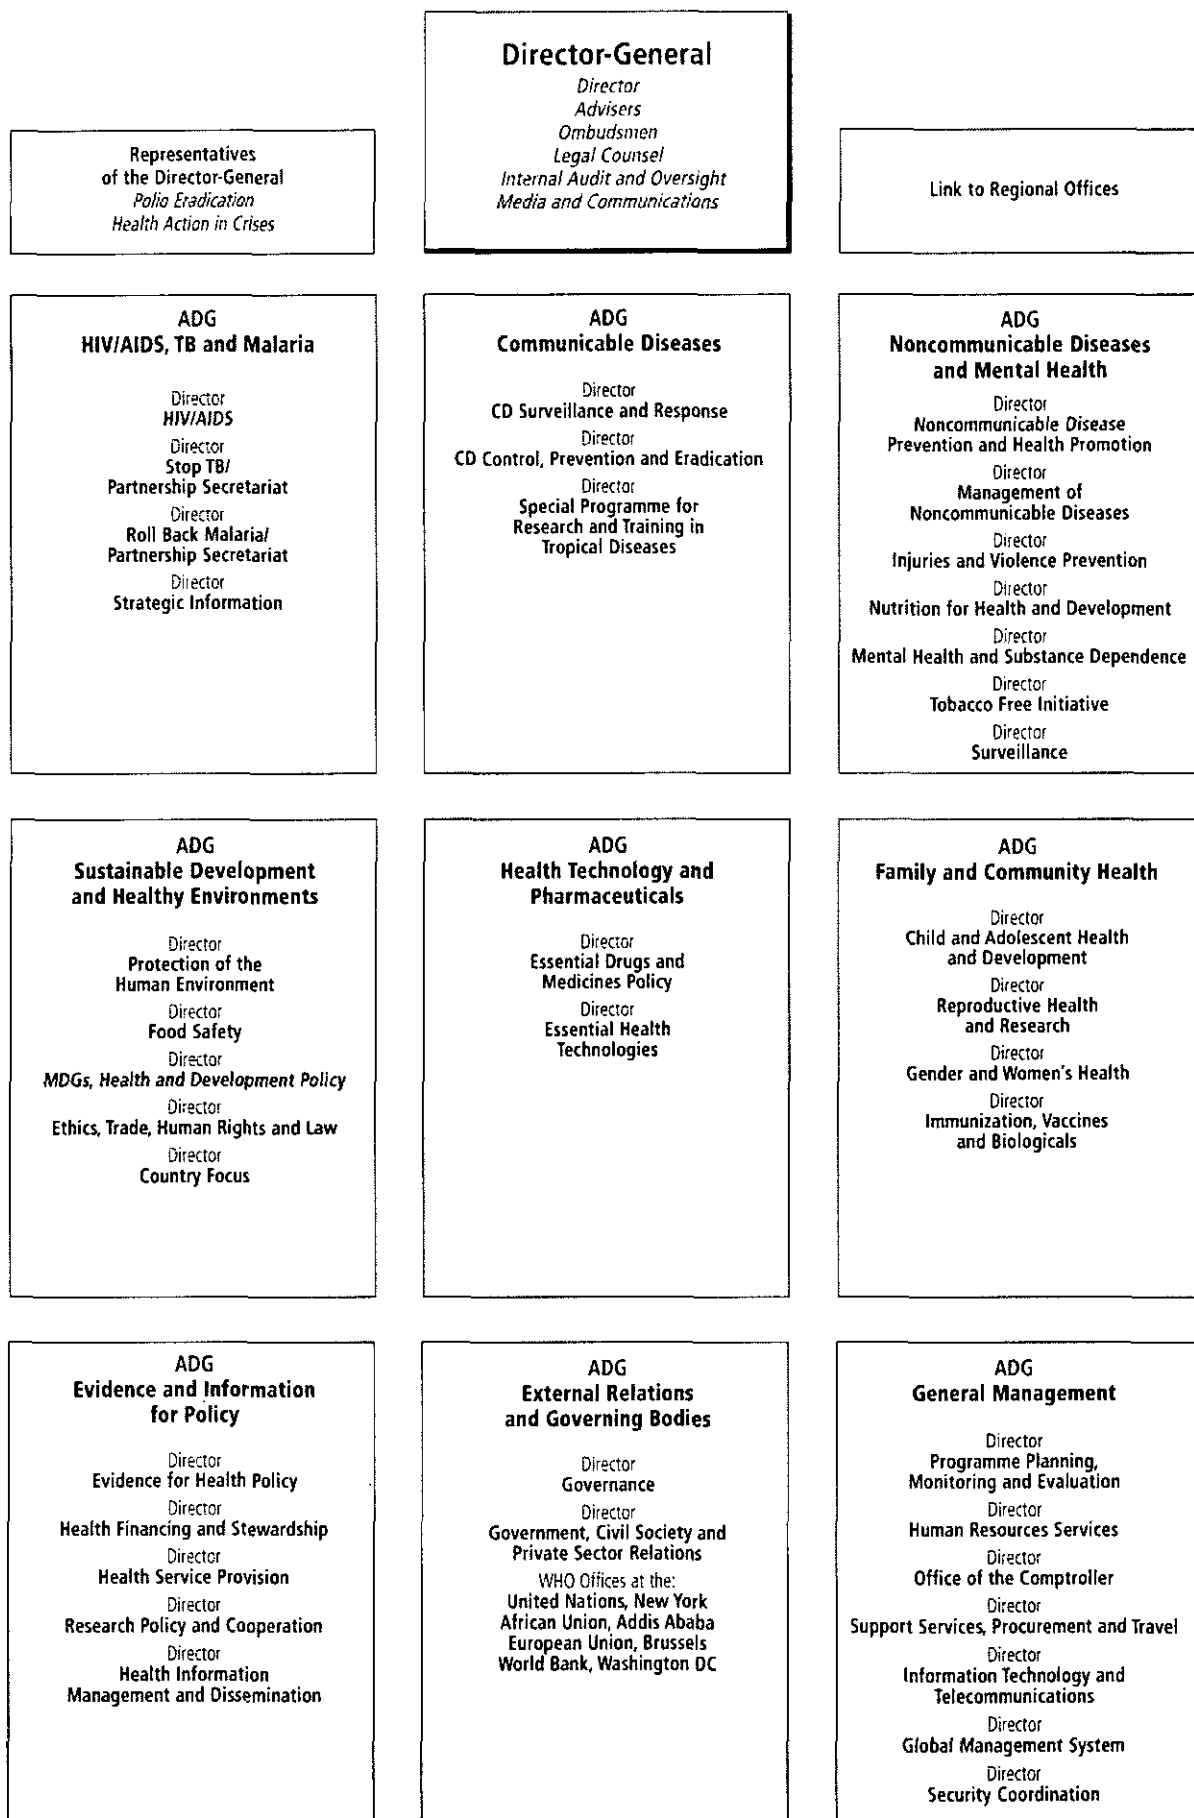 Director-General
Director
Advisers
Ombudsmen
Legal Counsel
Internal Audit and Oversight
Media and Communications
Representatives
of the Director-General
Polio Eradication
Health Action in Crises
Link to Regional Offices
ADG
HIV/AIDS, TB and Malaria
Director
HIV/AIDS
Director
Stop TB/
Partnership Secretariat
Director
Roll Back Malaria/
Partnership Secretariat
Director
Strategic Information
ADG
Communicable Diseases
Director
CD Surveillance and Response
Director
CD Control, Prevention and Eradication
Director
Special Programme for
Research and Training in
Tropical Diseases
ADG
Noncommunicable Diseases
and Mental Health
Director
Noncommunicable Disease
Prevention and Health Promotion
Director
Management of
Noncommunicable Diseases
Director
Injuries and Violence Prevention
Director
Nutrition for Health and Development
Director
Mental Health and Substance Dependence
Director
Tobacco Free Initiative
Director
Surveillance
ADG
Sustainable Development
and Healthy Environments
Director
Protection of the
Human Environment
Director
Food Safety
Director
MDGs, Health and Development Policy
Director
Ethics, Trade, Human Rights and Law
Director
Country Focus
ADG
Health Technology and
Pharmaceuticals
Director
Essential Drugs and
Medicines Policy
Director
Essential Health
Technologies
ADG
Family and Community Health
Director
Child and Adolescent Health
and Development
Director
Reproductive Health
and Research
Director
Gender and Women's Health
Director
Immunization, Vaccines
and Biologicals
ADG
Evidence and Information
for Policy
Director
Evidence for Health Policy
Director
Health Financing and Stewardship
Director
Health Service Provision
Director
Research Policy and Cooperation
Director
Health Information
Management and Dissemination
ADG
External Relations
and Governing Bodies
Director
Governance
Director
Government, Civil Society and
Private Sector Relations
WHO Offices at the:
United Nations, New York
African Union, Addis Ababa
European Union, Brussels
World Bank, Washington DC
ADG
General Management
Director
Programme Planning,
Monitoring and Evaluation
Director
Human Resources Services
Director
Office of the Comptroller
Director
Support Services, Procurement and Travel
Director
Information Technology and
Telecommunications
Director
Global Management System
Director
Security Coordination